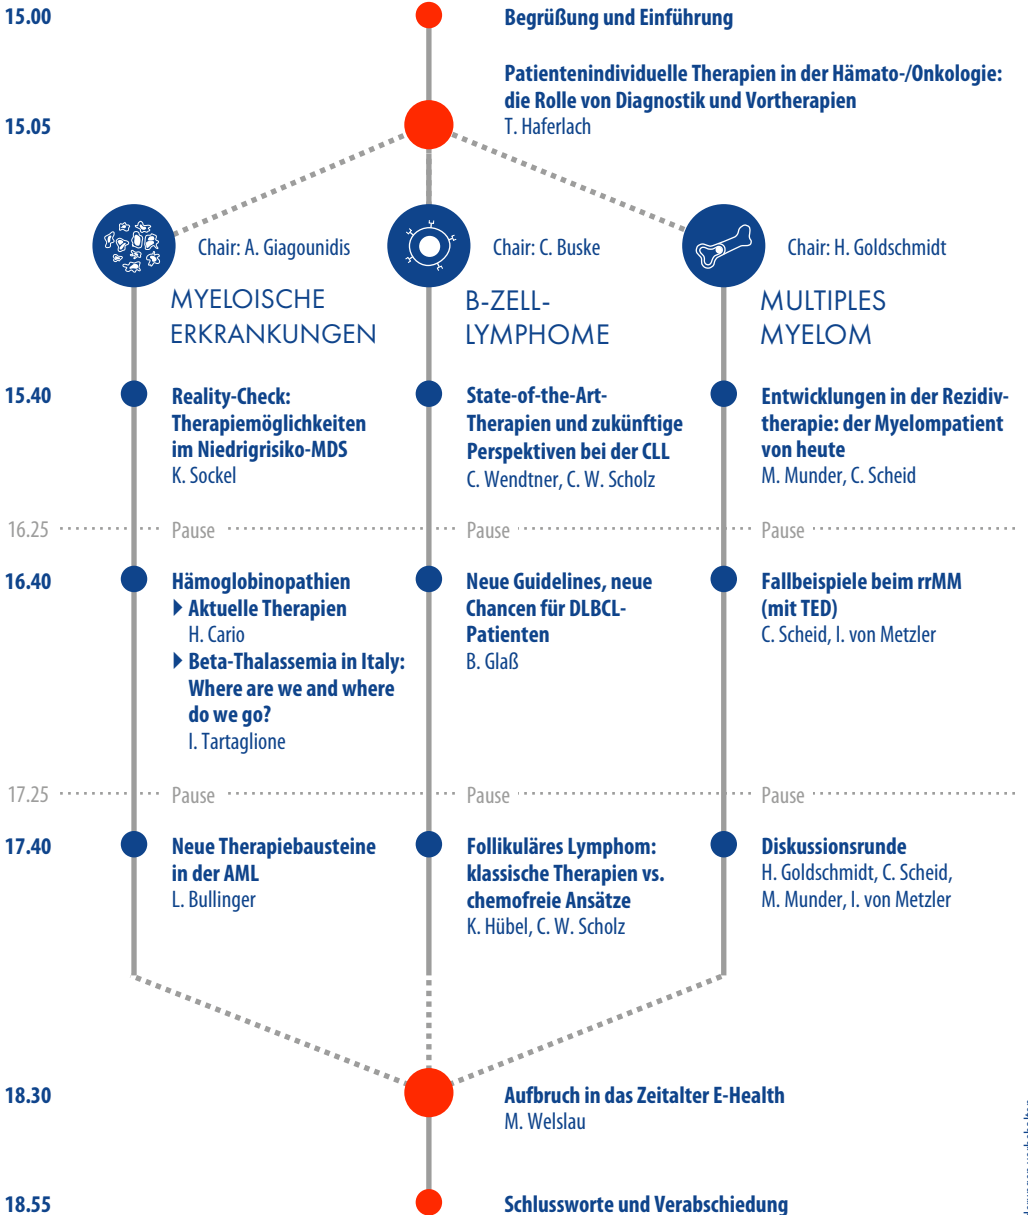 15.00
Begrüßung und Einführung
Patientenindividuelle Therapien in der Hämato-/Onkologie:
die Rolle von Diagnostik und Vortherapien
15.05
T. Haferlach
Chair: A. Giagounidis
MYELOISCHE
ERKRANKUNGEN
Chair: C. Buske
B-ZELL-
LYMPHOME
Chair: H. Goldschmidt
MULTIPLES
MYELOM
15.40
Reality-Check:
Therapiemöglichkeiten
im Niedrigrisiko-MDS
K. Sockel
State-of-the-Art-
Therapien und zukünftige
Perspektiven bei der CLL
C. Wendtner, C. W. Scholz
Entwicklungen in der Rezidiv-
therapie: der Myelompatient
von heute
M. Munder, C. Scheid
16.25
Pause
Pause
Pause
16.40
Hämoglobinopathien
Aktuelle Therapien
H. Cario
Beta-Thalassemia in Italy:
Where are we and where
do we go?
I. Tartaglione
Neue Guidelines, neue
Chancen für DLBCL-
Patienten
B. Glaß
Fallbeispiele beim rrMM
(mit TED)
C. Scheid, I. von Metzler
17.25
Pause
Pause
Pause
17.40
Neue Therapiebausteine
in der AML
L. Bullinger
Follikuläres Lymphom:
klassische Therapien vs.
chemofreie Ansätze
K. Hübel, C. W. Scholz
Diskussionsrunde
H. Goldschmidt, C. Scheid,
M. Munder, I. von Metzler
18.30
Aufbruch in das Zeitalter E-Health
M. Welslau
18.55
Schlussworte und Verabschiedung